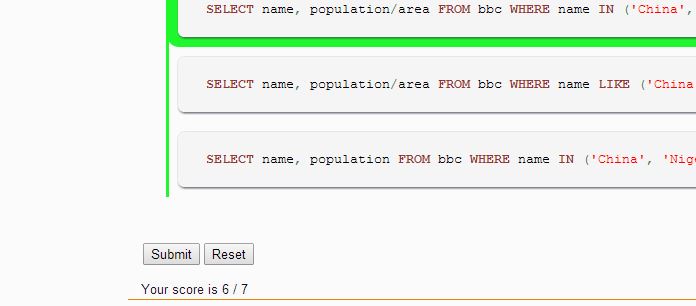 SELECT name, population/area FROM bbc WHERE name IN ('China',
SELECT name, population/area FROM bbc WHERE name LIKE ('China
SELECT name, population FROM bbc WHERE name IN ('China', 'Nige
Submit Reset
Your score is 6 / 7